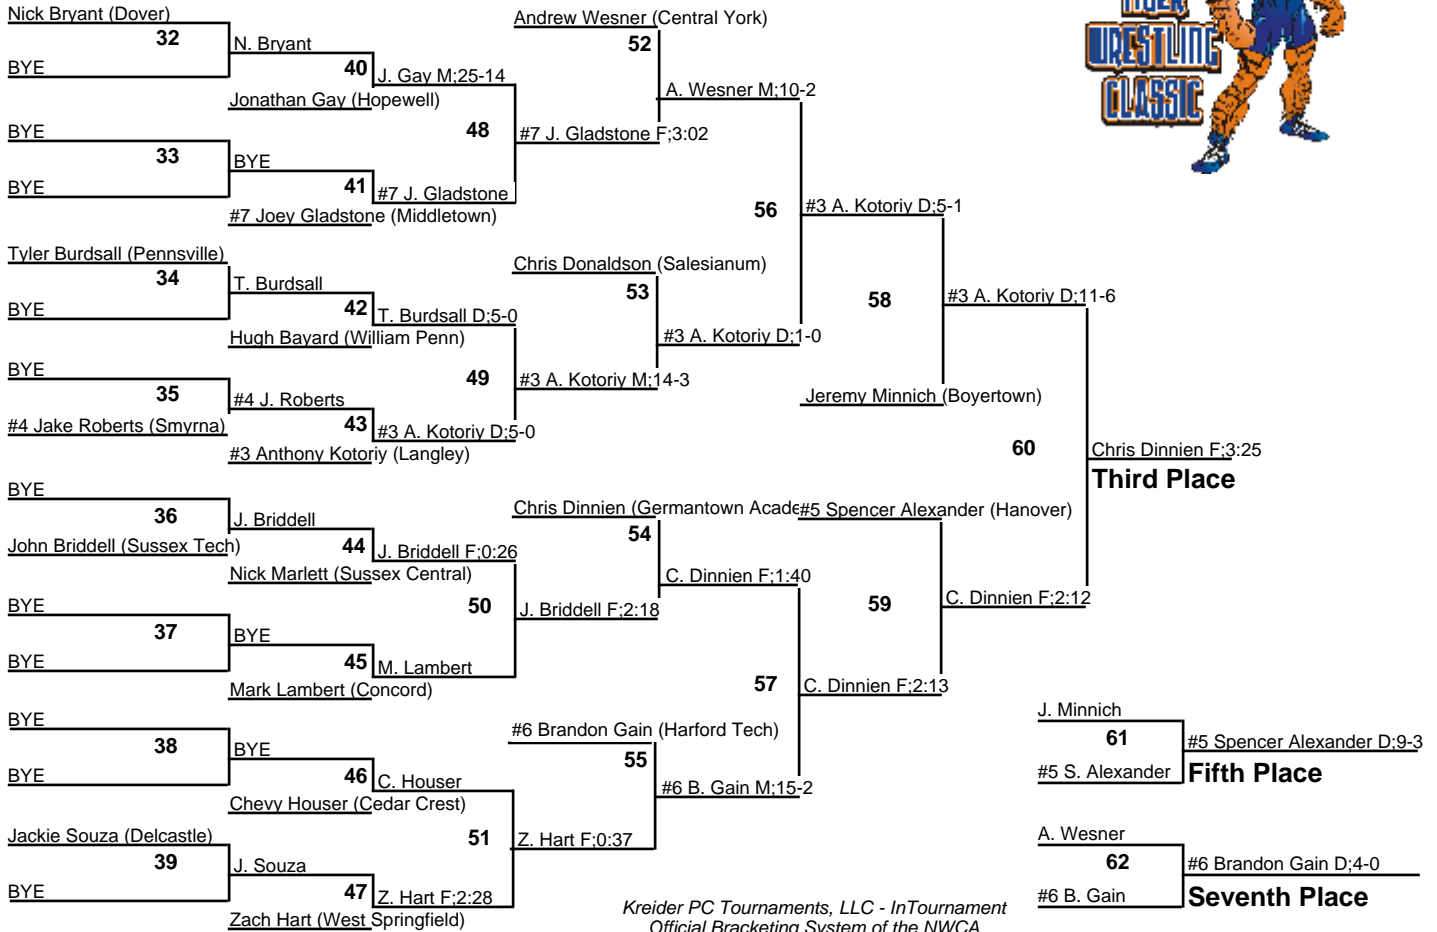 Nick Bryant (Dover)
32
BYE
N. Bryant
40
Jonathan Gay (Hopewell)
J. Gay M;25-14
BYE
33
BYE
BYE
41
#7 Joey Gladstone (Middletown)
#7 J. Gladstone
48
#7 J. Gladstone F;3:02
Andrew Wesner (Central York)
52
A. Wesner M;10-2
Tyler Burdsall (Pennsville)
34
BYE
T. Burdsall
42
Hugh Bayard (William Penn)
T. Burdsall D;5-0
BYE
35
#4 Jake Roberts (Smyrna)
#4 J. Roberts
43
#3 Anthony Kotoriy (Langley)
#3 A. Kotoriy D;5-0
49
#3 A. Kotoriy M;14-3
Chris Donaldson (Salesianum)
53
#3 A. Kotoriy D;1-0
56
#3 A. Kotoriy D;5-1
58
Jeremy Minnich (Boyertown)
#3 A. Kotoriy D;11-6
BYE
36
John Briddell (Sussex Tech)
J. Briddell
44
Nick Marlett (Sussex Central)
J. Briddell F;0:26
BYE
37
BYE
BYE
45
Mark Lambert (Concord)
M. Lambert
50
J. Briddell F;2:18
Chris Dinnien (Germantown Acade
54
C. Dinnien F;1:40
BYE
38
BYE
BYE
46
Chevy Houser (Cedar Crest)
C. Houser
Jackie Souza (Delcastle)
39
BYE
J. Souza
47
Zach Hart (West Springfield)
Z. Hart F;2:28
51
Z. Hart F;0:37
#6 Brandon Gain (Harford Tech)
55
#6 B. Gain M;15-2
57
C. Dinnien F;2:13
#5 Spencer Alexander (Hanover)
59
C. Dinnien F;2:12
60
Chris Dinnien F;3:25
Third Place
J. Minnich
61
#5 S. Alexander
#5 Spencer Alexander D;9-3
Fifth Place
A. Wesner
62
#6 B. Gain
#6 Brandon Gain D;4-0
Seventh Place
TIGER
WRESTLING
CLASSIC
Kreider PC Tournaments, LLC - InTournament
Official Bracketing System of the NWCA